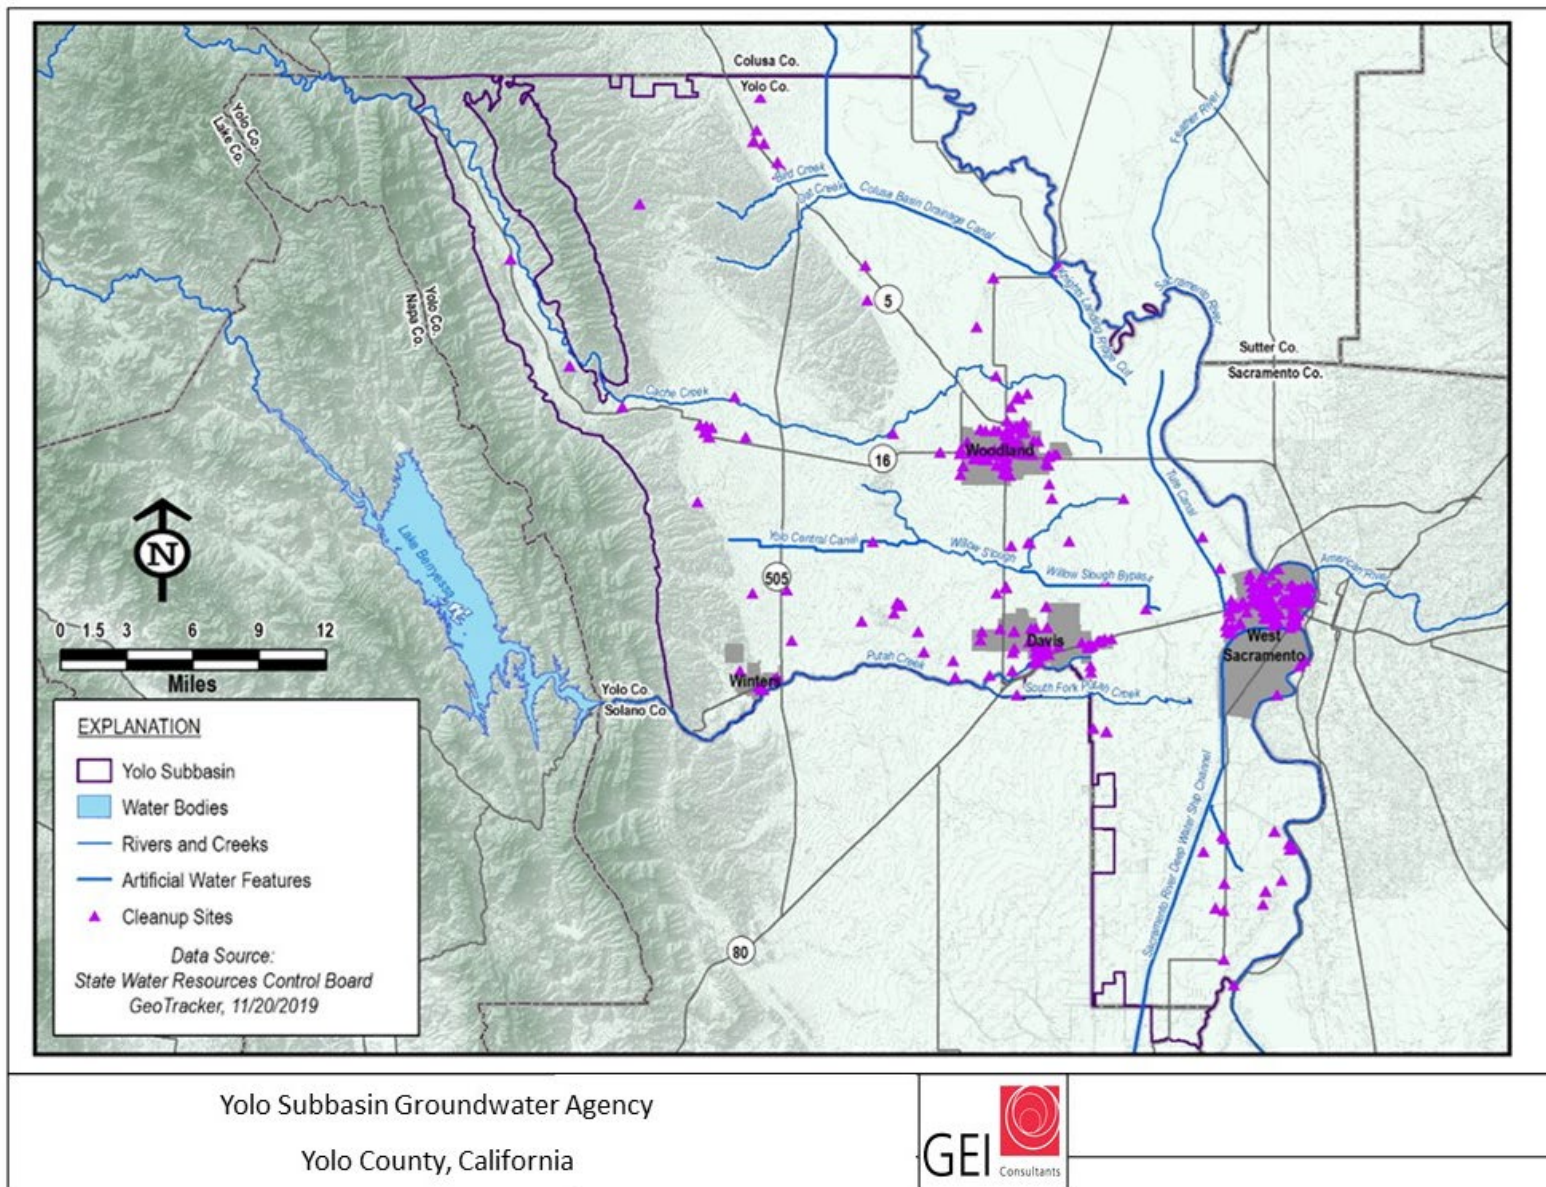 Colusa Co.
Yolo Co.
Yolo Co.
Lake Co.
Feather River
Bird Creek
Oat Creek
Colusa Basin Drainage Canal
Yolo Co.
Napa Co.
5
Knights Landing Ridge Cut
Sacramento River
Sutter Co.
Sacramento Co.
Cache Creek
16
Woodland
Tule Canal
Lake Berryessa
N
Yolo Central Canal
Willow Slough
Willow Slough Bypass
American River
505
0 1.5 3 6 9 12
Miles
Davis
West
Sacramento
Putah Creek
Winters
South Fork Putah Creek
Yolo Co.
Solano Co.
Sacramento River Deep Water Ship Channel
80
EXPLANATION
Yolo Subbasin
Water Bodies
Rivers and Creeks
Artificial Water Features
Cleanup Sites
Data Source:
State Water Resources Control Board
GeoTracker, 11/20/2019
Yolo Subbasin Groundwater Agency
Yolo County, California
GEI
Consultants